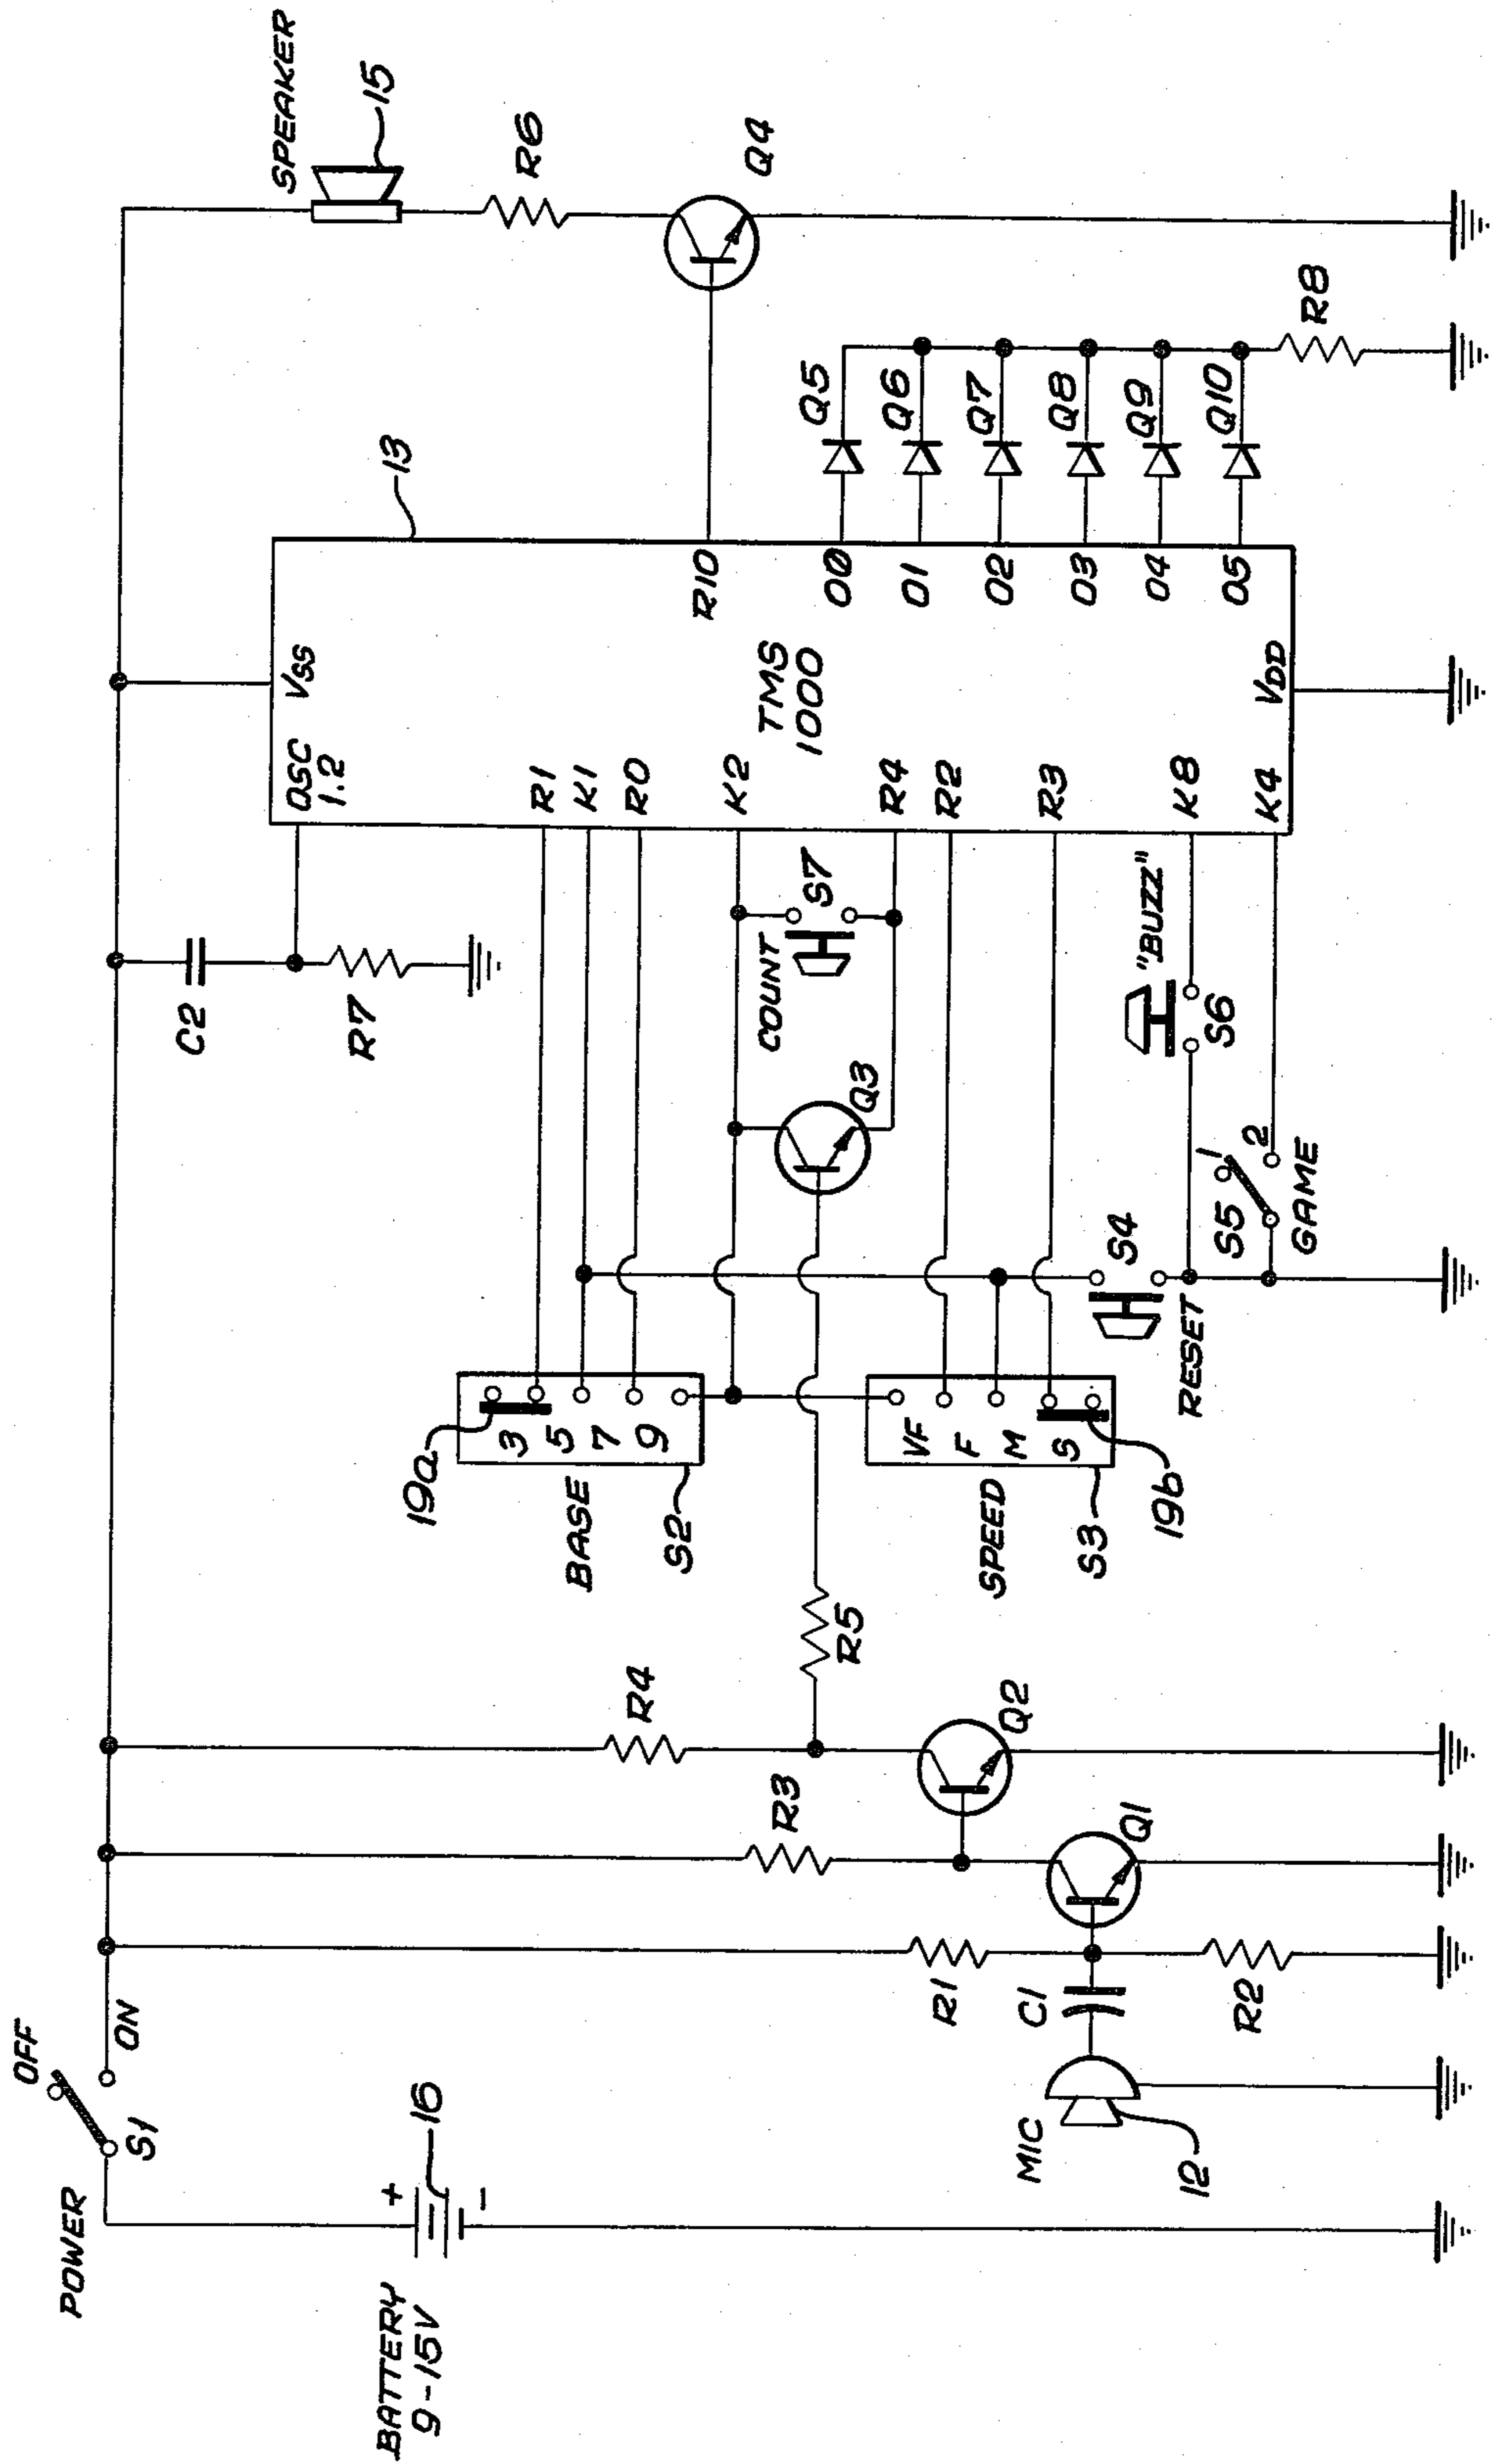 POWER
OFF
ON
S1
BATTERY
9-15V
+
-
16
MIC
12
C1
R1
R2
R3
Q1
R4
Q2
R5
19a
3
5
7
9
BASE
S2
VF
F
M
S
SPEED
S3
19b
RESET
S4
S5
1
2
GAME
"BUZZ"
S6
Q3
COUNT
S7
C2
R7
OSC
1.2
VSS
R1
K1
R0
K2
R4
R2
R3
K8
K4
TMS
1000
VDD
13
R10
O0
O1
O2
O3
O4
O5
Q5
Q6
Q7
Q8
Q9
Q10
R8
SPEAKER
15
R6
Q4